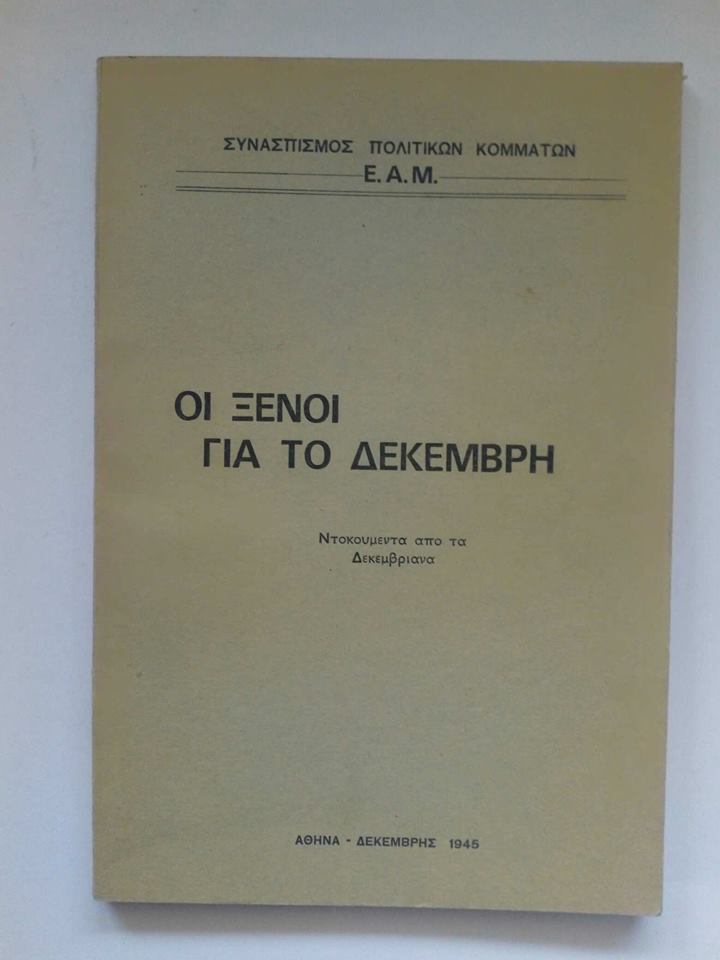 ΣΥΝΑΣΠΙΣΜΟΣ ΠΟΛΙΤΙΚΩΝ ΚΟΜΜΑΤΩΝ
Ε.Α.Μ.
ΟΙ ΞΕΝΟΙ
ΓΙΑ ΤΟ ΔΕΚΕΜΒΡΗ
Ντοκουμεντα απο τα
Δεκεμβριανα
ΑΘΗΝΑ - ΔΕΚΕΜΒΡΗΣ 1945